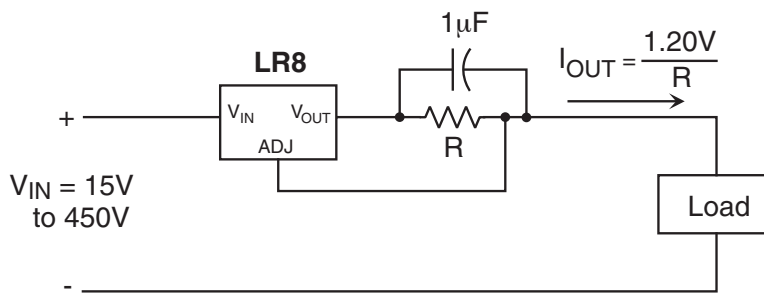 1μF
LR8
I_OUT = 1.20V
R
V_IN V_OUT
ADJ
R
+
V_IN = 15V
to 450V
Load
-